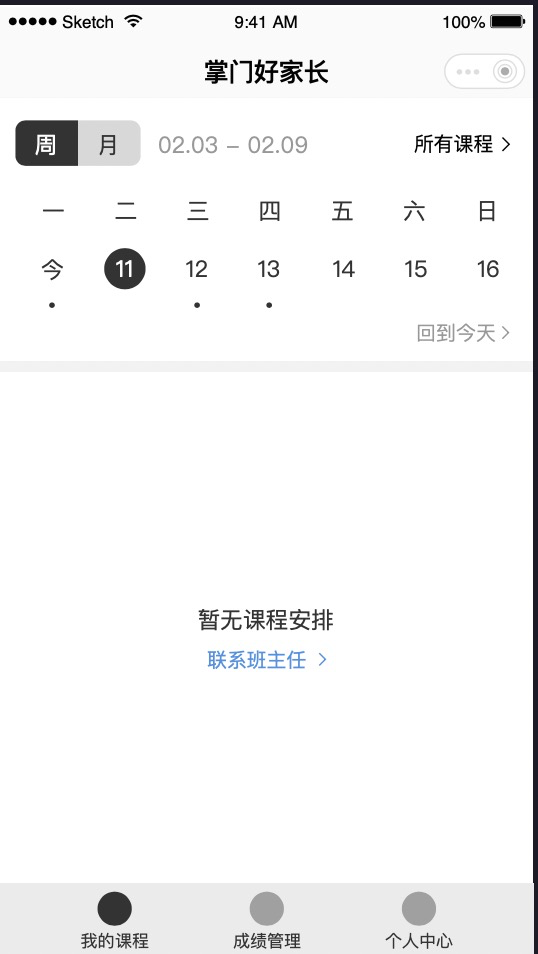 Sketch 9:41 AM 100%
掌门好家长
周 月 02.03 – 02.09 所有课程
一 二 三 四 五 六 日
今 11 12 13 14 15 16
回到今天
暂无课程安排
联系班主任
我的课程 成绩管理 个人中心